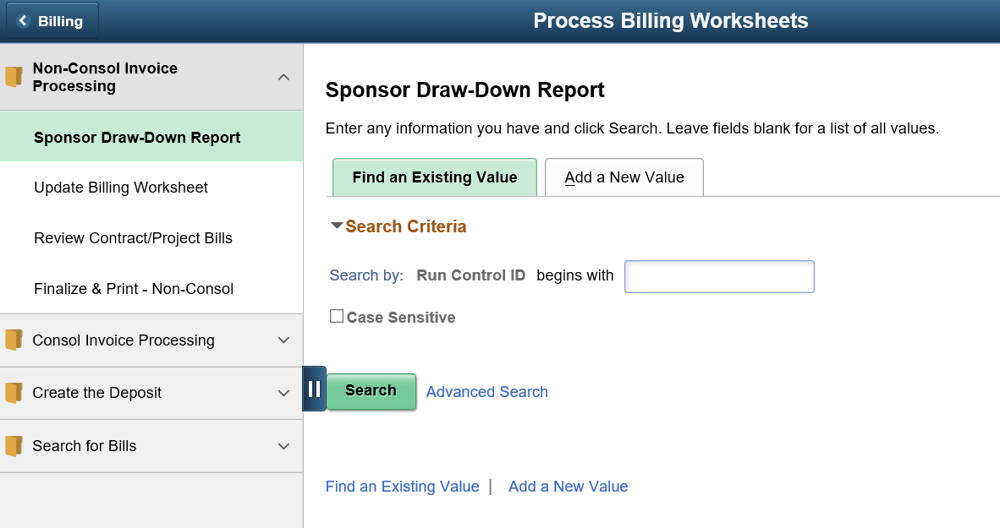 Billing
Process Billing Worksheets
Non-Consol Invoice
Processing
Sponsor Draw-Down Report
Update Billing Worksheet
Review Contract/Project Bills
Finalize & Print - Non-Consol
Consol Invoice Processing
Create the Deposit
Search for Bills
Sponsor Draw-Down Report
Enter any information you have and click Search. Leave fields blank for a list of all values.
Find an Existing Value
Add a New Value
Search Criteria
Search by: Run Control ID begins with
Case Sensitive
Search
Advanced Search
Find an Existing Value | Add a New Value